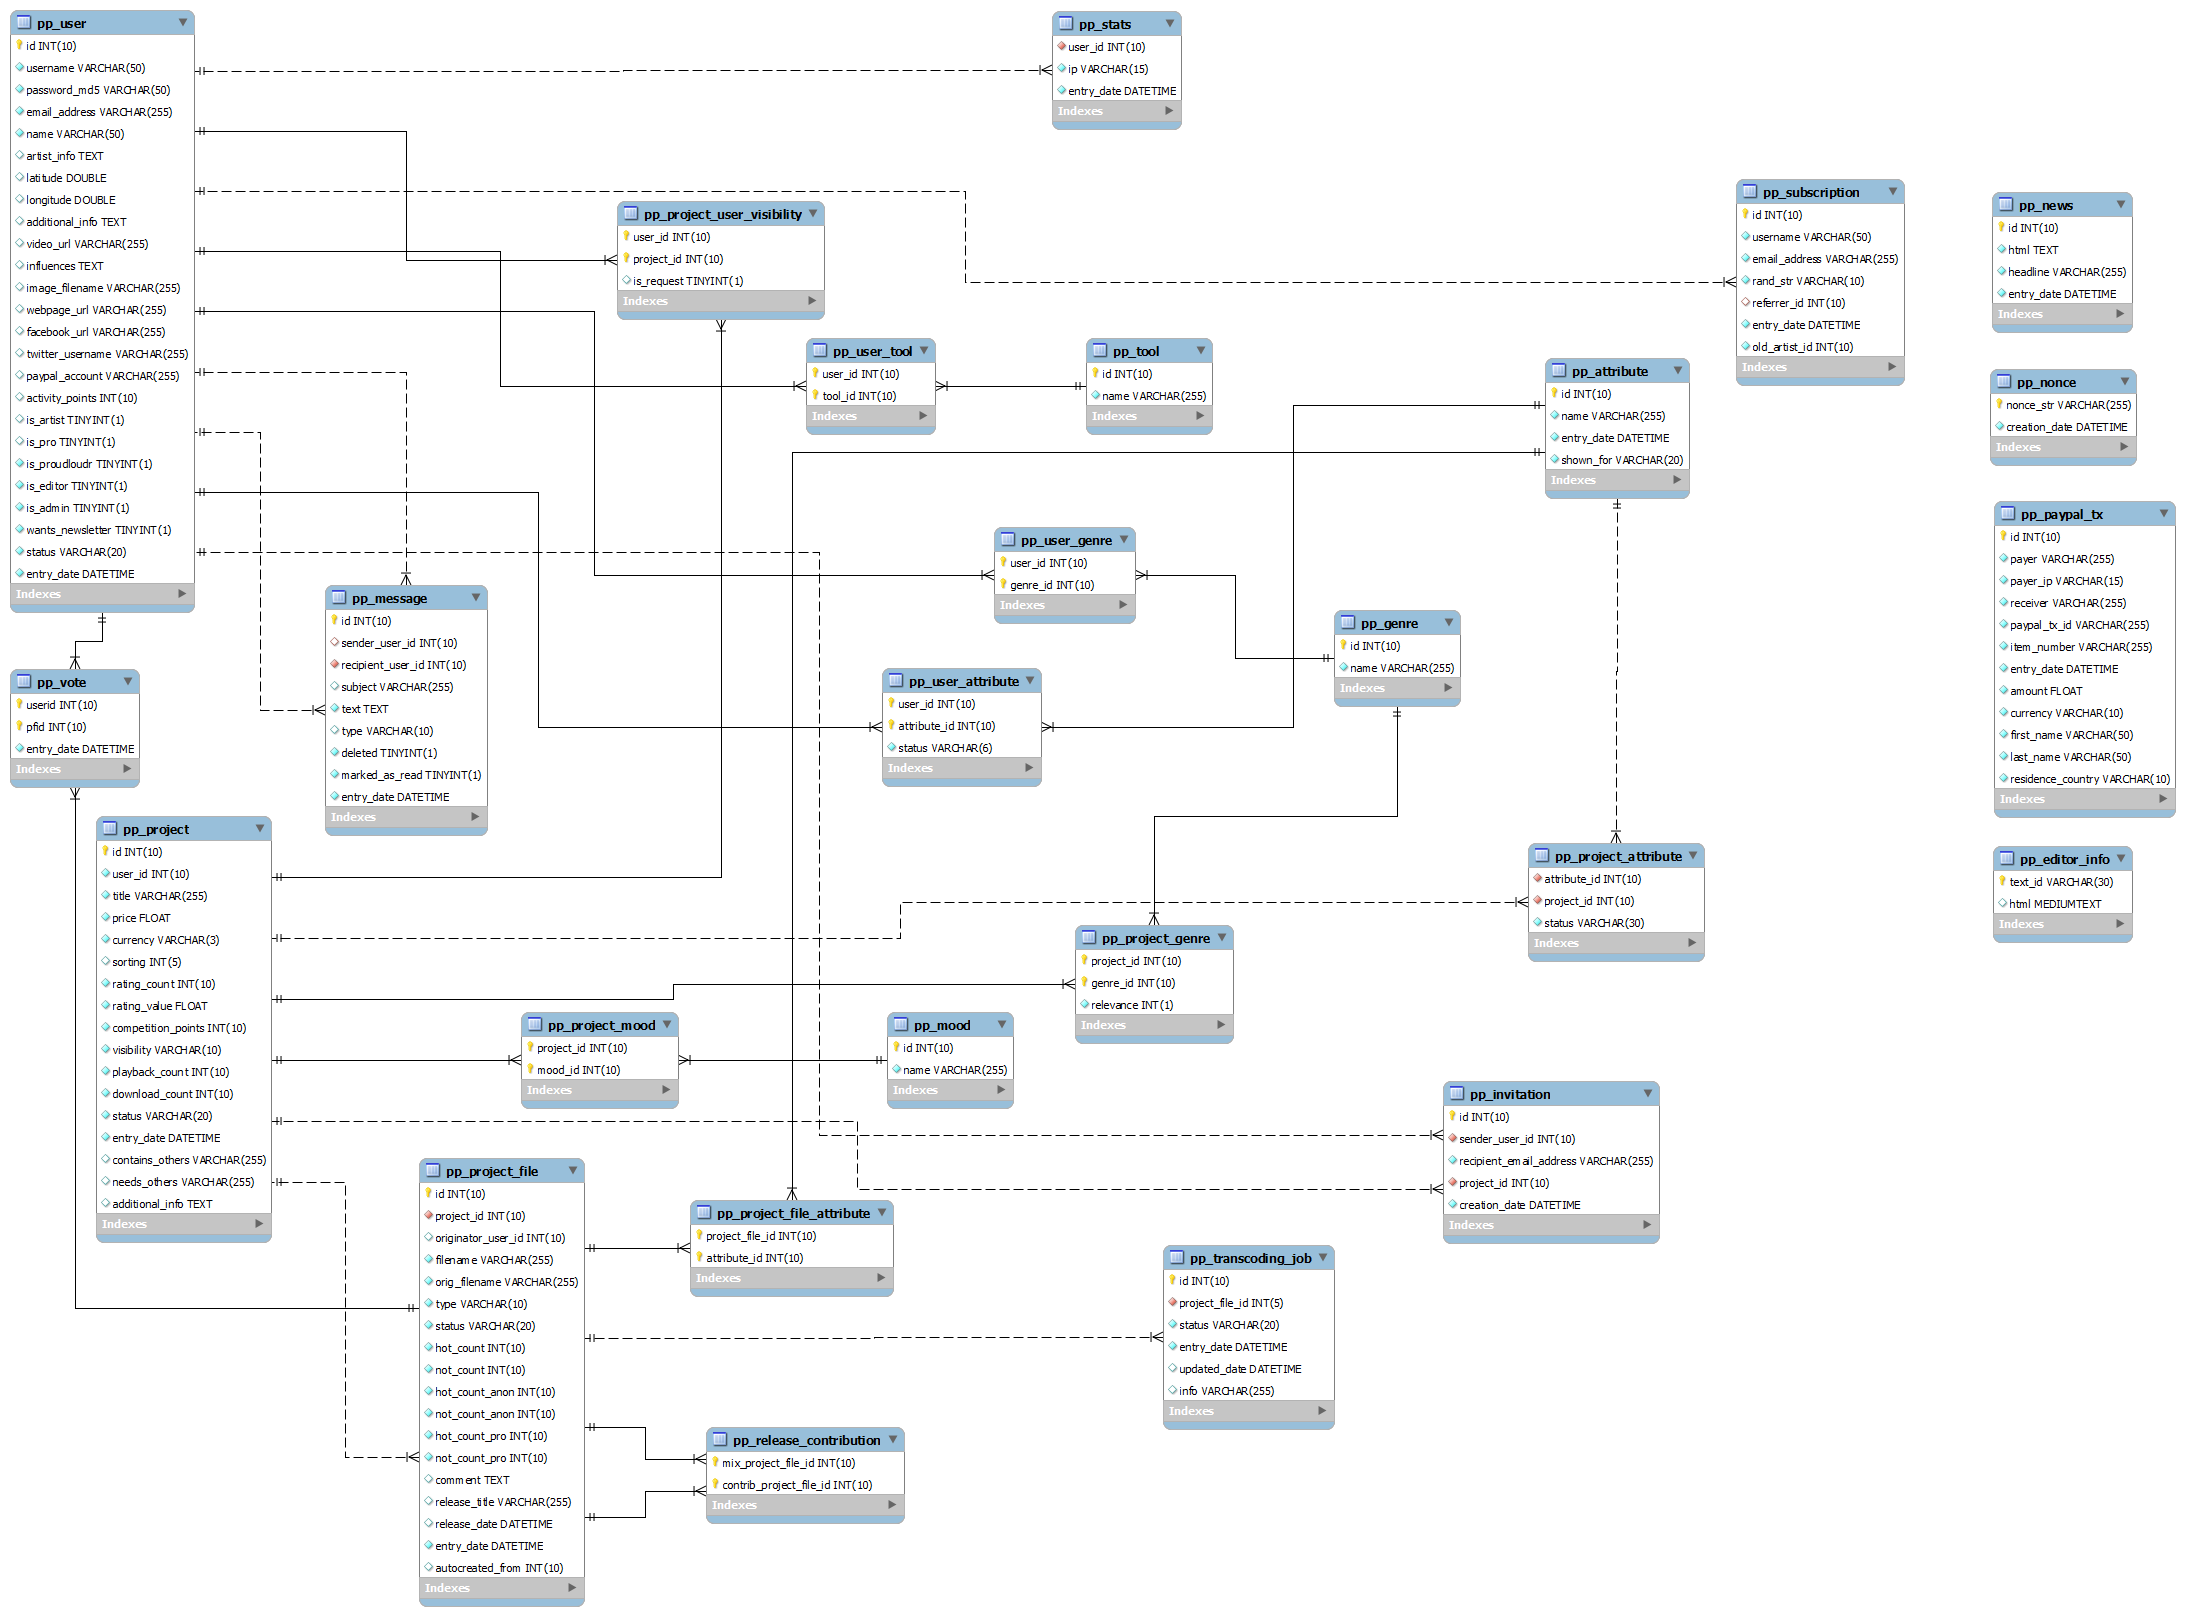 pp_user
id INT(10)
username VARCHAR(50)
password_md5 VARCHAR(50)
email_address VARCHAR(255)
name VARCHAR(50)
artist_info TEXT
latitude DOUBLE
longitude DOUBLE
additional_info TEXT
video_url VARCHAR(255)
influences TEXT
image_filename VARCHAR(255)
webpage_url VARCHAR(255)
facebook_url VARCHAR(255)
twitter_username VARCHAR(255)
paypal_account VARCHAR(255)
activity_points INT(10)
is_artist TINYINT(1)
is_pro TINYINT(1)
is_proudloudr TINYINT(1)
is_editor TINYINT(1)
is_admin TINYINT(1)
wants_newsletter TINYINT(1)
status VARCHAR(20)
entry_date DATETIME
Indexes
pp_stats
user_id INT(10)
ip VARCHAR(15)
entry_date DATETIME
Indexes
pp_subscription
id INT(10)
username VARCHAR(50)
email_address VARCHAR(255)
rand_str VARCHAR(10)
referrer_id INT(10)
entry_date DATETIME
old_artist_id INT(10)
Indexes
pp_news
id INT(10)
html TEXT
headline VARCHAR(255)
entry_date DATETIME
Indexes
pp_project_user_visibility
user_id INT(10)
project_id INT(10)
is_request TINYINT(1)
Indexes
pp_user_tool
user_id INT(10)
tool_id INT(10)
Indexes
pp_tool
id INT(10)
name VARCHAR(255)
Indexes
pp_attribute
id INT(10)
name VARCHAR(255)
entry_date DATETIME
shown_for VARCHAR(20)
Indexes
pp_nonce
nonce_str VARCHAR(255)
creation_date DATETIME
Indexes
pp_paypal_tx
id INT(10)
payer VARCHAR(255)
payer_ip VARCHAR(15)
receiver VARCHAR(255)
paypal_tx_id VARCHAR(255)
item_number VARCHAR(255)
entry_date DATETIME
amount FLOAT
currency VARCHAR(10)
first_name VARCHAR(50)
last_name VARCHAR(50)
residence_country VARCHAR(10)
Indexes
pp_user_genre
user_id INT(10)
genre_id INT(10)
Indexes
pp_message
id INT(10)
sender_user_id INT(10)
recipient_user_id INT(10)
subject VARCHAR(255)
text TEXT
type VARCHAR(10)
deleted TINYINT(1)
marked_as_read TINYINT(1)
entry_date DATETIME
Indexes
pp_genre
id INT(10)
name VARCHAR(255)
Indexes
pp_vote
userid INT(10)
pfid INT(10)
entry_date DATETIME
Indexes
pp_user_attribute
user_id INT(10)
attribute_id INT(10)
status VARCHAR(6)
Indexes
pp_project
id INT(10)
user_id INT(10)
title VARCHAR(255)
price FLOAT
currency VARCHAR(3)
sorting INT(5)
rating_count INT(10)
rating_value FLOAT
competition_points INT(10)
visibility VARCHAR(10)
playback_count INT(10)
download_count INT(10)
status VARCHAR(20)
entry_date DATETIME
contains_others VARCHAR(255)
needs_others VARCHAR(255)
additional_info TEXT
Indexes
pp_project_attribute
attribute_id INT(10)
project_id INT(10)
status VARCHAR(30)
Indexes
pp_editor_info
text_id VARCHAR(30)
html MEDIUMTEXT
Indexes
pp_project_genre
project_id INT(10)
genre_id INT(10)
relevance INT(1)
Indexes
pp_project_mood
project_id INT(10)
mood_id INT(10)
Indexes
pp_mood
id INT(10)
name VARCHAR(255)
Indexes
pp_invitation
id INT(10)
sender_user_id INT(10)
recipient_email_address VARCHAR(255)
project_id INT(10)
creation_date DATETIME
Indexes
pp_project_file
id INT(10)
project_id INT(10)
originator_user_id INT(10)
filename VARCHAR(255)
orig_filename VARCHAR(255)
type VARCHAR(10)
status VARCHAR(20)
hot_count INT(10)
not_count INT(10)
hot_count_anon INT(10)
not_count_anon INT(10)
hot_count_pro INT(10)
not_count_pro INT(10)
comment TEXT
release_title VARCHAR(255)
release_date DATETIME
entry_date DATETIME
autocreated_from INT(10)
Indexes
pp_project_file_attribute
project_file_id INT(10)
attribute_id INT(10)
Indexes
pp_transcoding_job
id INT(10)
project_file_id INT(5)
status VARCHAR(20)
entry_date DATETIME
updated_date DATETIME
info VARCHAR(255)
Indexes
pp_release_contribution
mix_project_file_id INT(10)
contrib_project_file_id INT(10)
Indexes